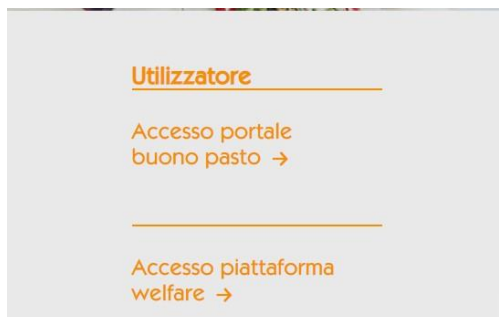 Utilizzatore
Accesso portale
buono pasto →
Accesso piattaforma
welfare →